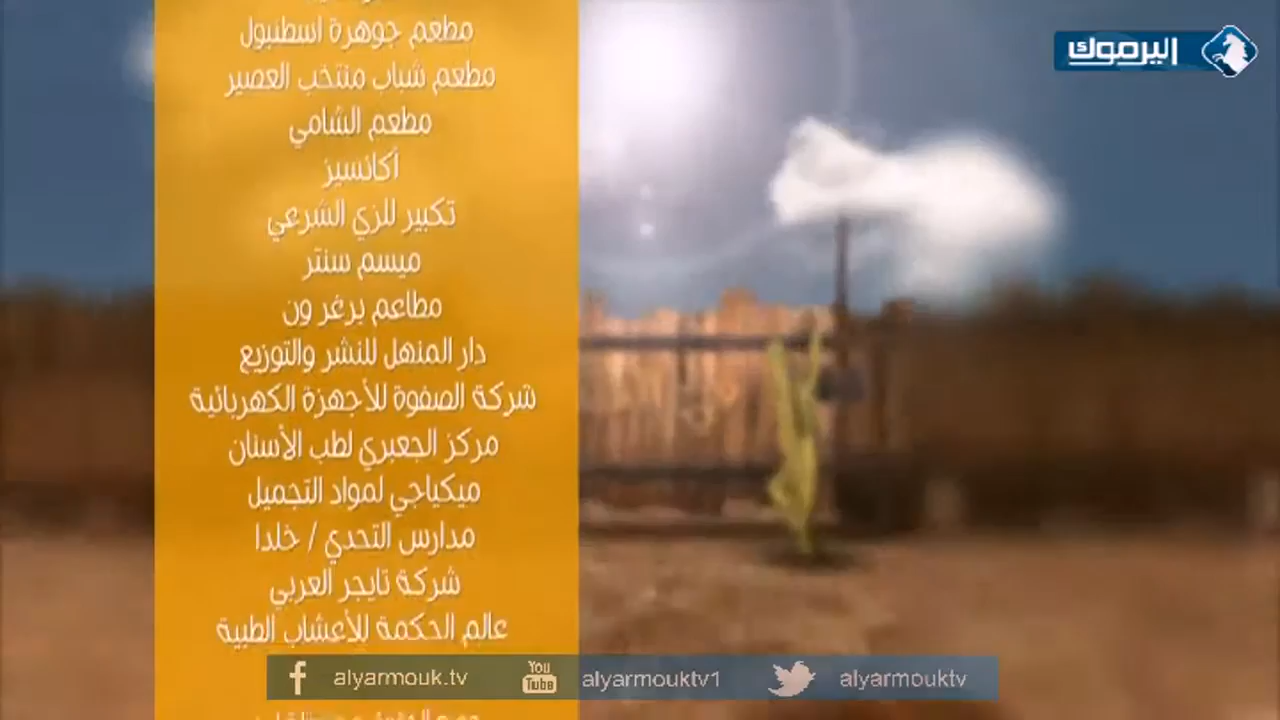 مطعم جوهرة اسطنبول
مطعم شباب منتخب العصير
مطعم الشامي
أكانسيز
تكبير للزي الشرعي
ميسم سنتر
مطاعم برغر ون
دار المنهل للنشر والتوزيع
شركة الصفوة للأجهزة الكهربائية
مركز الجعبري لطب الأسنان
ميكياجي لمواد التجميل
مدارس التحدي / خلدا
شركة تايجر العربي
عالم الحكمة للأعشاب الطبية
اليرموك
f alyarmouk.tv You Tube alyarmouktv1 alyarmouktv